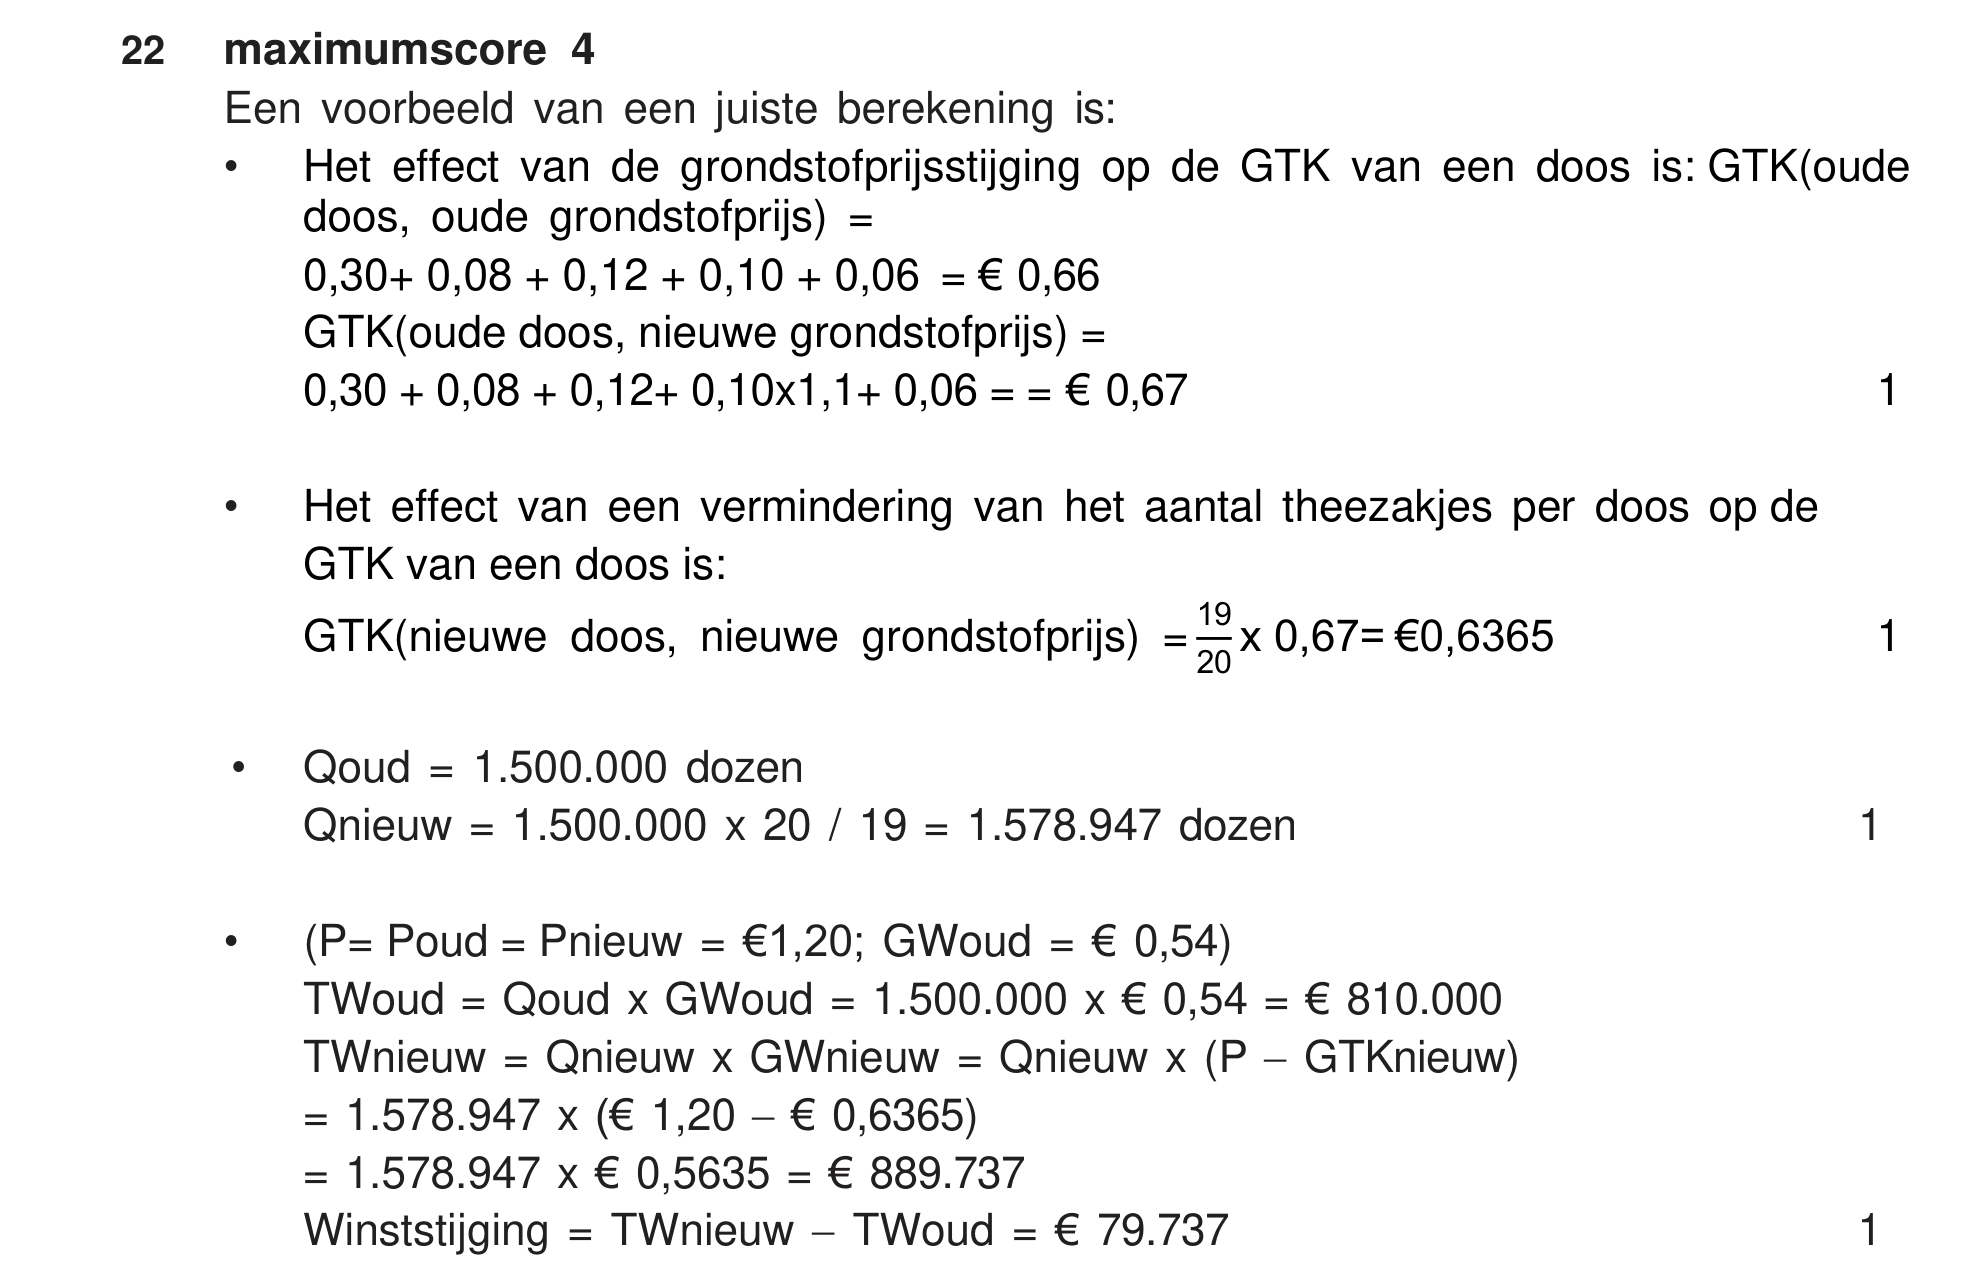 22 maximumscore 4
Een voorbeeld van een juiste berekening is:
• Het effect van de grondstofprijsstijging op de GTK van een doos is: GTK(oude
doos, oude grondstofprijs) =
0,30+ 0,08 + 0,12 + 0,10 + 0,06 = € 0,66
GTK(oude doos, nieuwe grondstofprijs) =
0,30 + 0,08 + 0,12+ 0,10x1,1+ 0,06 = = € 0,67 1
• Het effect van een vermindering van het aantal theezakjes per doos op de
GTK van een doos is:
GTK(nieuwe doos, nieuwe grondstofprijs) = 19/20 x 0,67= €0,6365 1
• Qoud = 1.500.000 dozen
Qnieuw = 1.500.000 x 20 / 19 = 1.578.947 dozen 1
• (P= Poud = Pnieuw = €1,20; GWoud = € 0,54)
TWoud = Qoud x GWoud = 1.500.000 x € 0,54 = € 810.000
TWnieuw = Qnieuw x GWnieuw = Qnieuw x (P – GTKnieuw)
= 1.578.947 x (€ 1,20 – € 0,6365)
= 1.578.947 x € 0,5635 = € 889.737
Winststijging = TWnieuw – TWoud = € 79.737 1